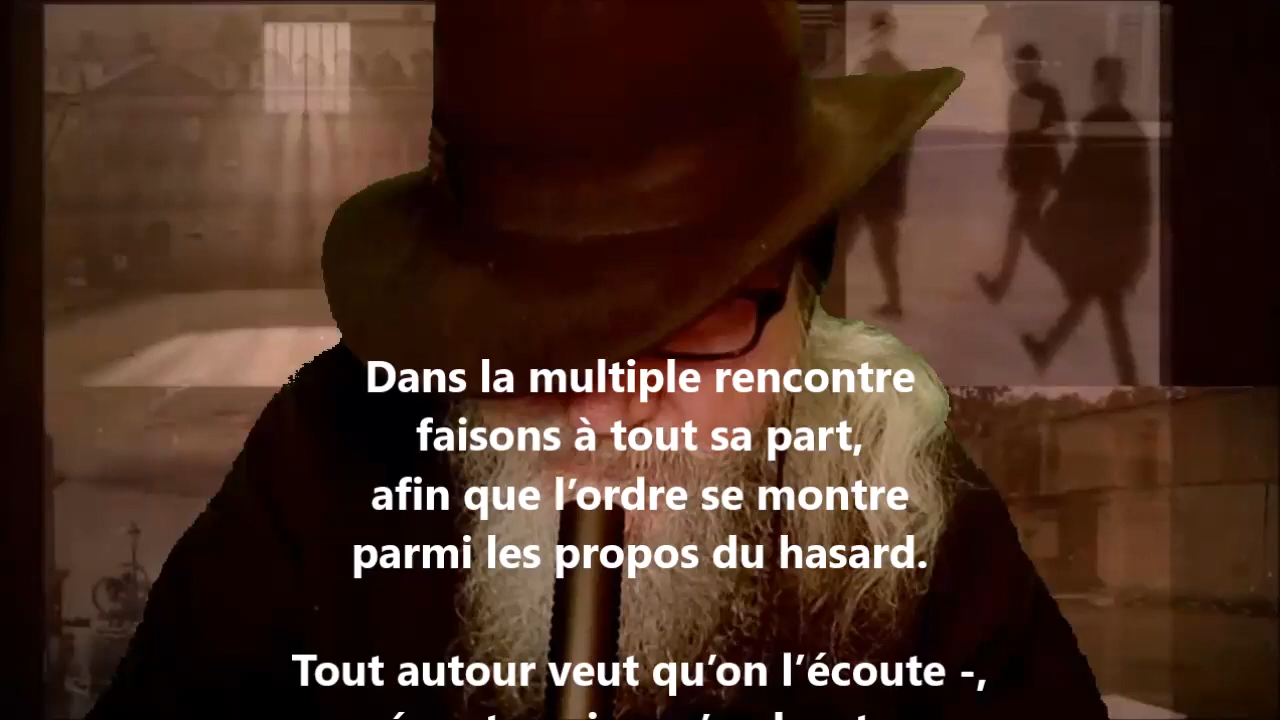 Dans la multiple rencontre
faisons à tout sa part,
afin que l’ordre se montre
parmi les propos du hasard.
Tout autour veut qu’on l’écoute -,